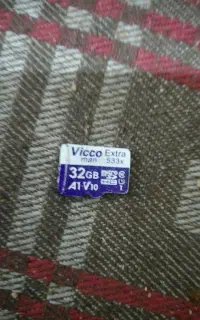 Vicco Extra
man 533x
32GB
A1 V10 I